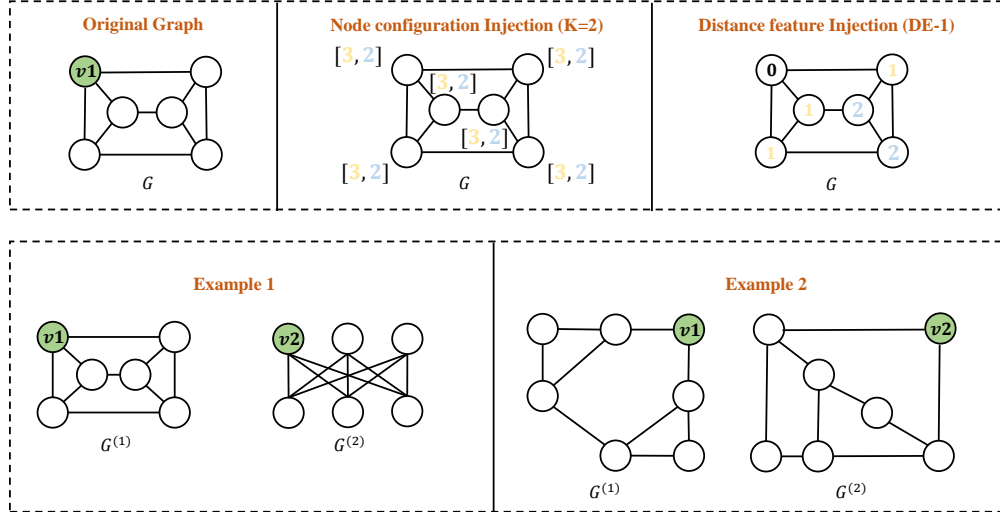 Original Graph
Node configuration Injection (K=2)
Distance feature Injection (DE-1)
v1
[3, 2]
[3, 2]
[3, 2]
[3, 2]
[3, 2]
[3, 2]
0
1
1
2
1
2
G
G
G
Example 1
Example 2
v1
v2
v1
v2
G⁽¹⁾
G⁽²⁾
G⁽¹⁾
G⁽²⁾